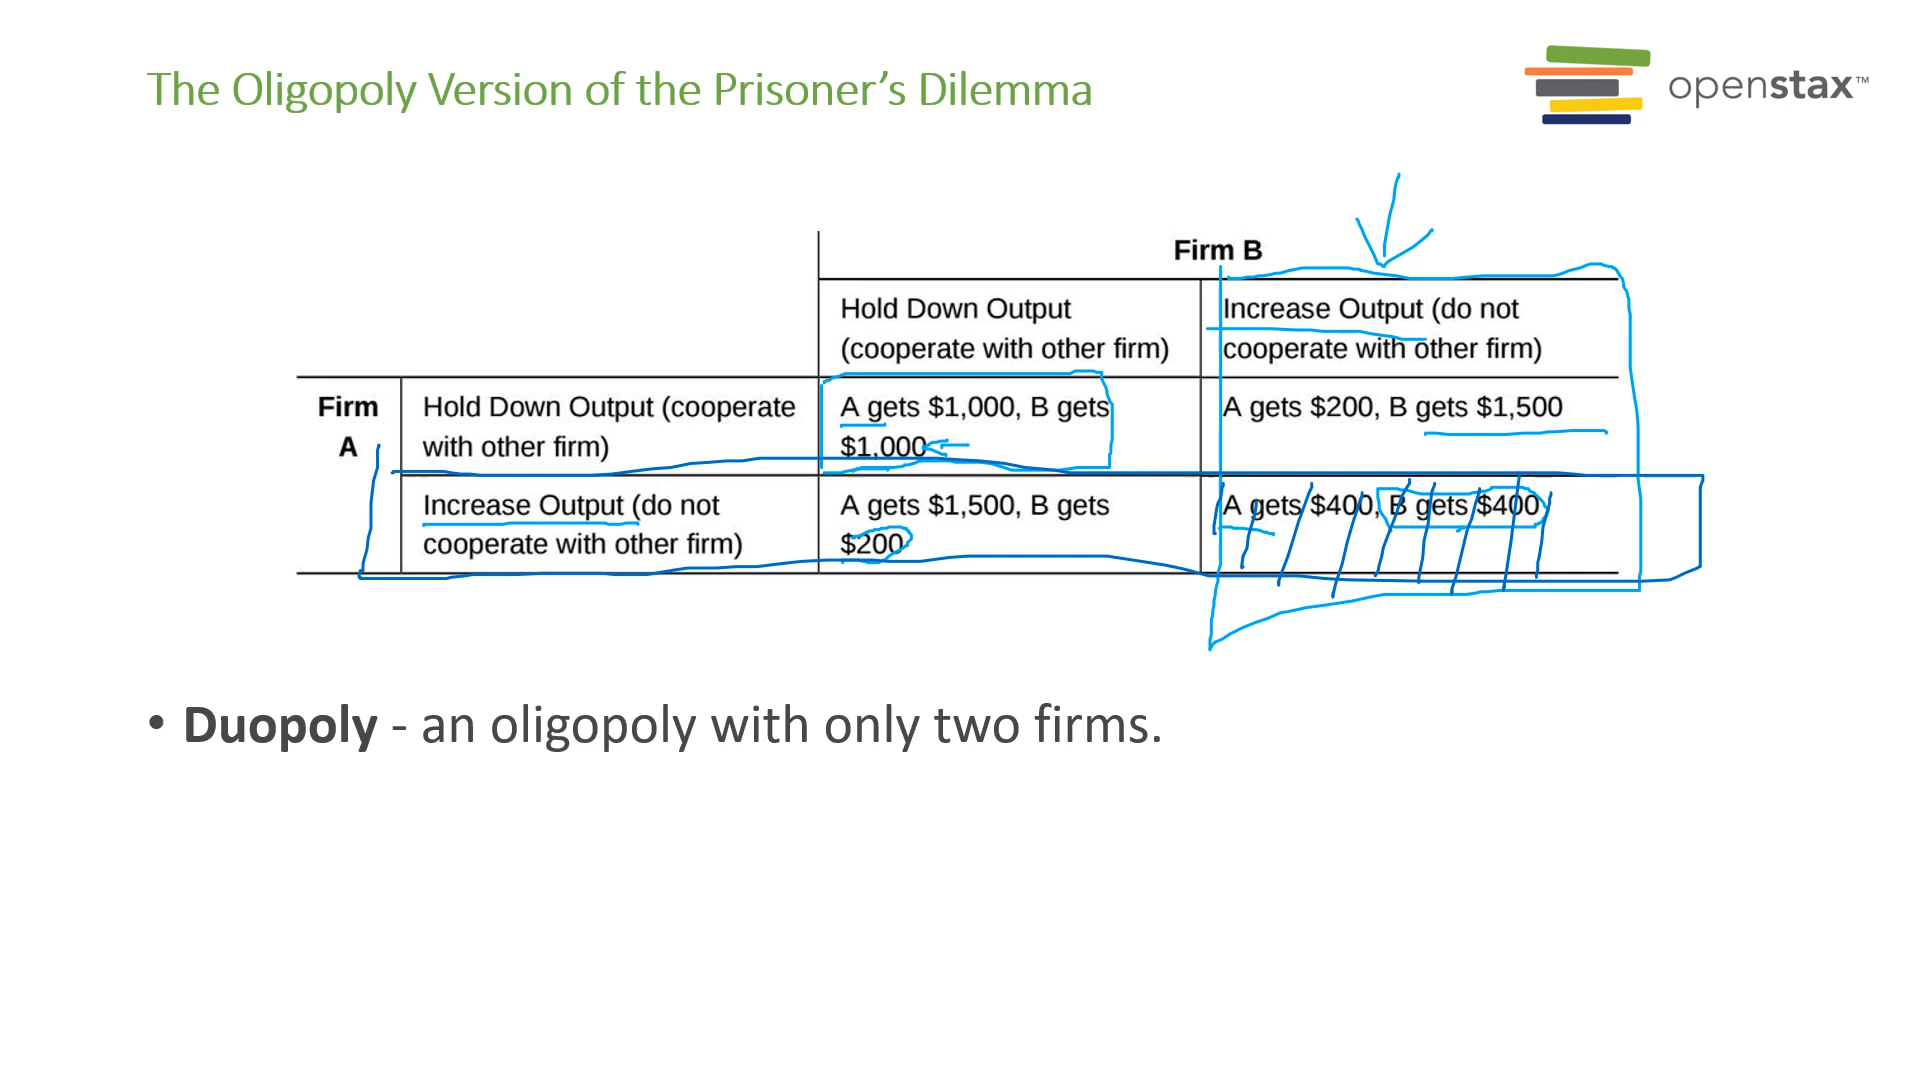 The Oligopoly Version of the Prisoner’s Dilemma
openstax™
Firm B
Hold Down Output Increase Output (do not
(cooperate with other firm) cooperate with other firm)
Firm Hold Down Output (cooperate A gets $1,000, B gets A gets $200, B gets $1,500
A with other firm) $1,000
Increase Output (do not A gets $1,500, B gets A gets $400, B gets $400
cooperate with other firm) $200
• Duopoly - an oligopoly with only two firms.